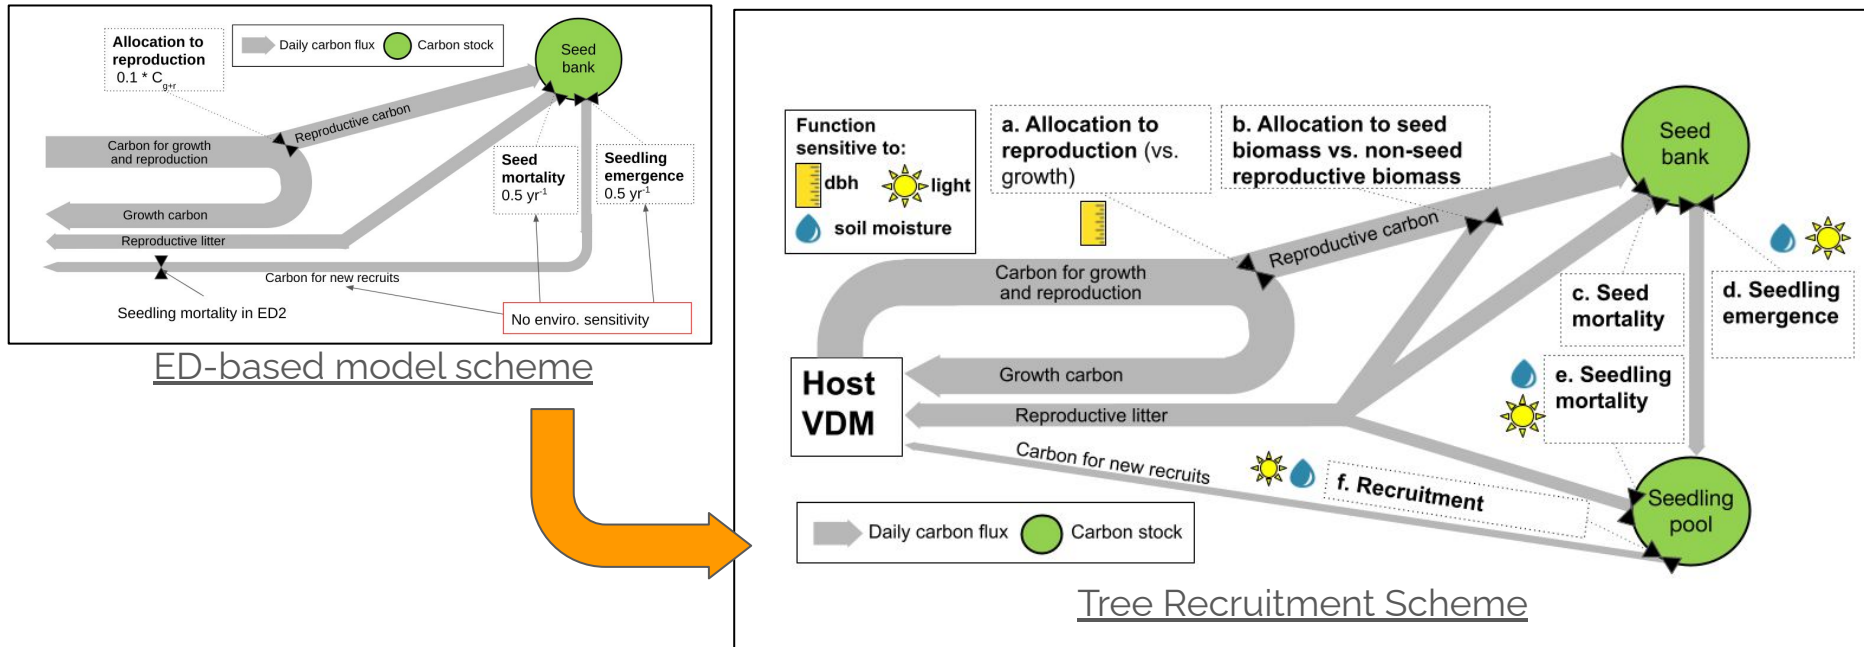 Allocation to
reproduction
0.1 * C
g+r
Daily carbon flux
Carbon stock
Seed
bank
Reproductive carbon
Carbon for growth
and reproduction
Seed
mortality
0.5 yr-1
Seedling
emergence
0.5 yr-1
Growth carbon
Reproductive litter
Carbon for new recruits
Seedling mortality in ED2
No enviro. sensitivity
ED-based model scheme
Function
sensitive to:
dbh
light
soil moisture
a. Allocation to
reproduction (vs.
growth)
b. Allocation to seed
biomass vs. non-seed
reproductive biomass
Seed
bank
Reproductive carbon
Carbon for growth
and reproduction
c. Seed
mortality
d. Seedling
emergence
Host
VDM
Growth carbon
e. Seedling
mortality
Reproductive litter
Carbon for new recruits
f. Recruitment
Seedling
pool
Daily carbon flux
Carbon stock
Tree Recruitment Scheme